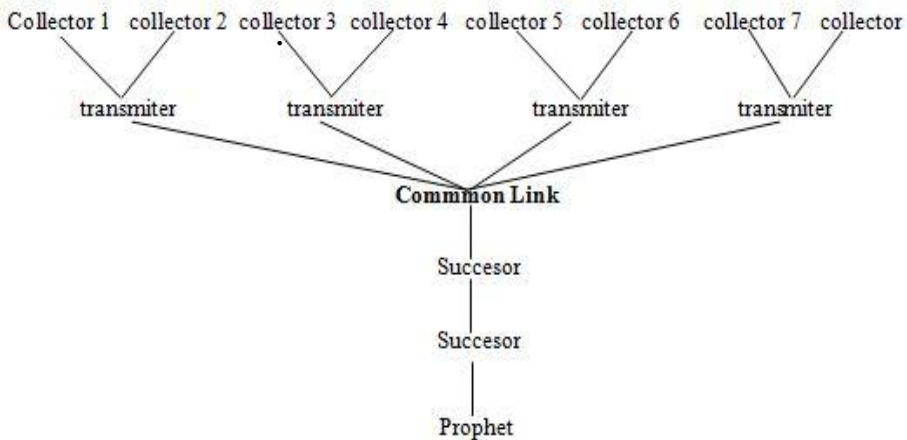 Collector 1 collector 2 collector 3 collector 4 collector 5 collector 6 collector 7 collector
transmiter transmiter transmiter transmiter
Commmon Link
Succesor
Succesor
Prophet